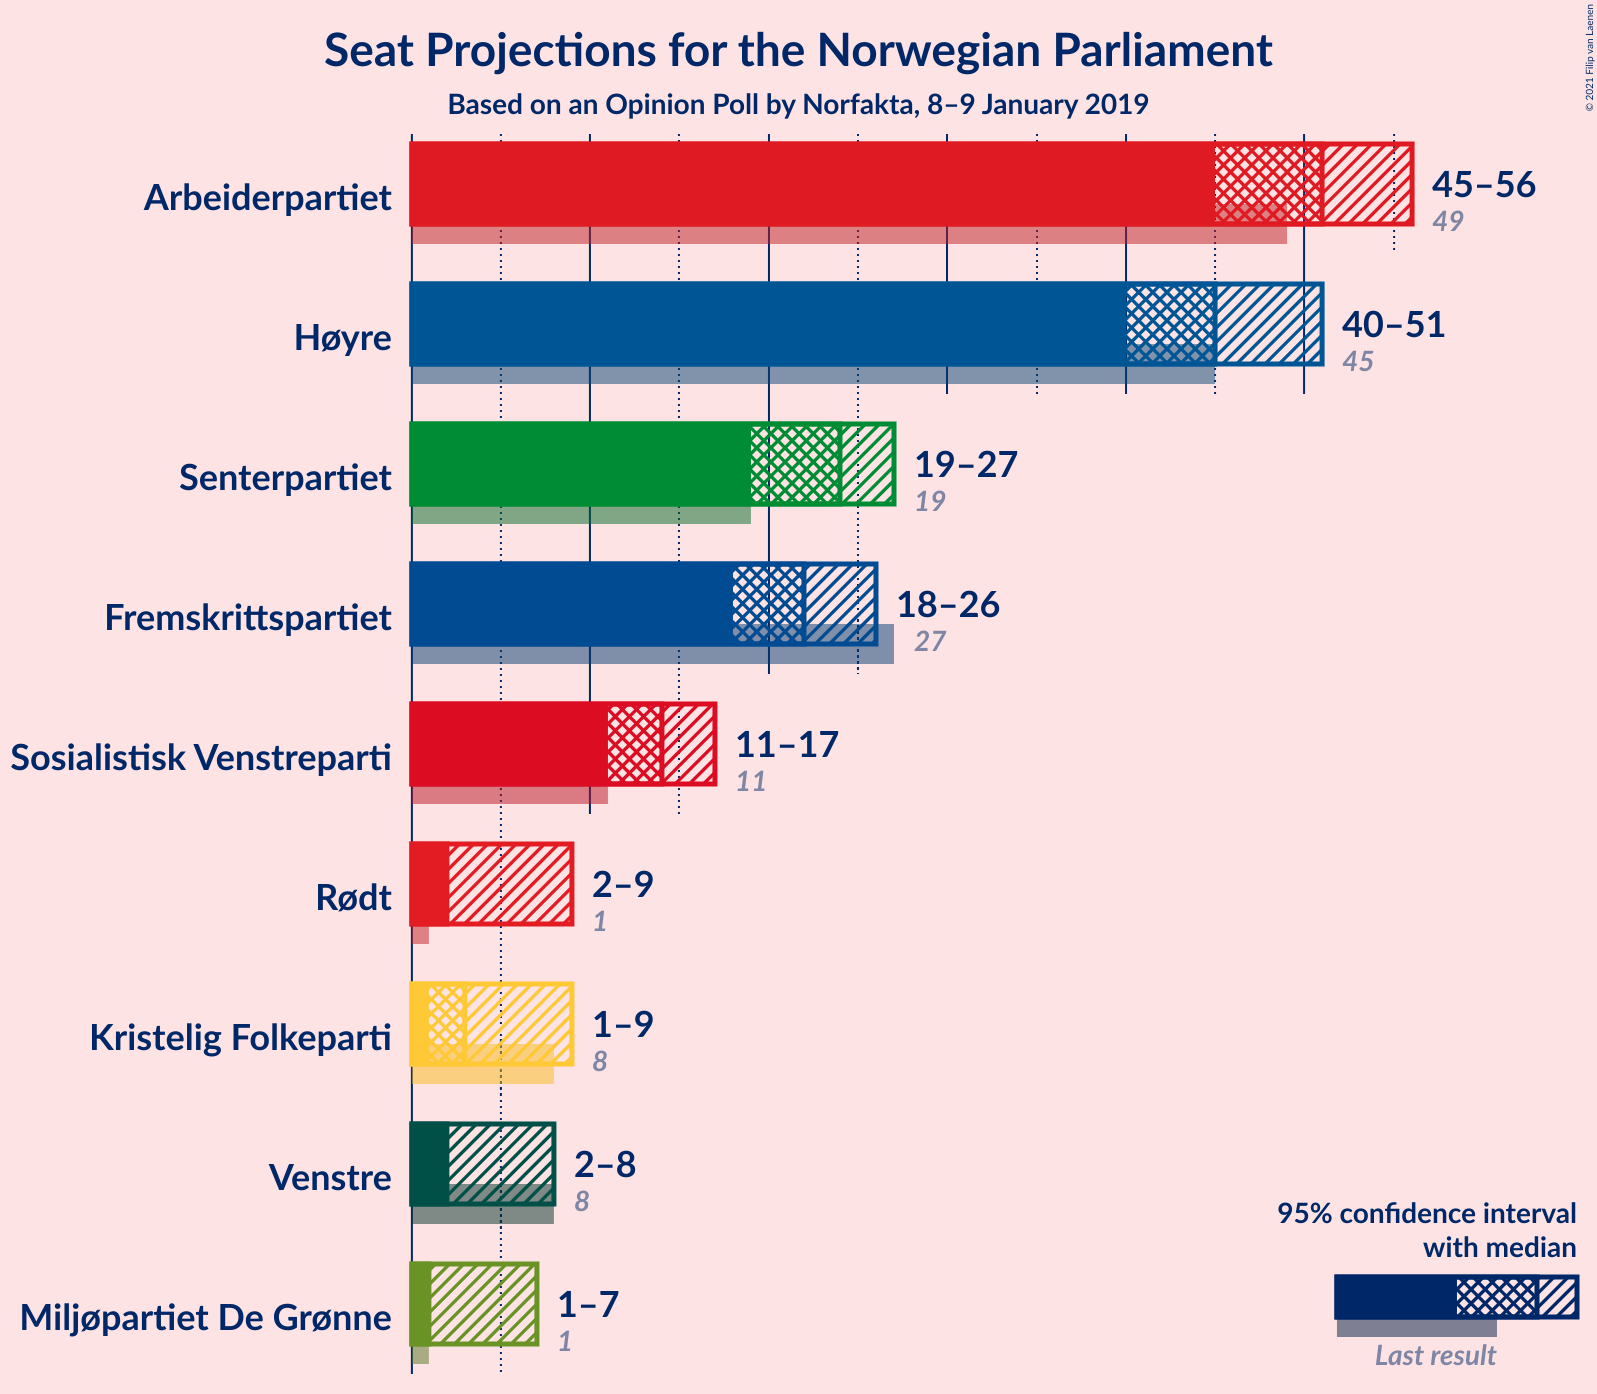 Seat Projections for the Norwegian Parliament
Based on an Opinion Poll by Norfakta, 8–9 January 2019
© 2021 Filip van Laenen
Arbeiderpartiet
45–56
49
Høyre
40–51
45
Senterpartiet
19–27
19
Fremskrittspartiet
18–26
27
Sosialistisk Venstreparti
11–17
11
Rødt
2–9
1
Kristelig Folkeparti
1–9
8
Venstre
2–8
8
Miljøpartiet De Grønne
1–7
1
95% confidence interval
with median
Last result